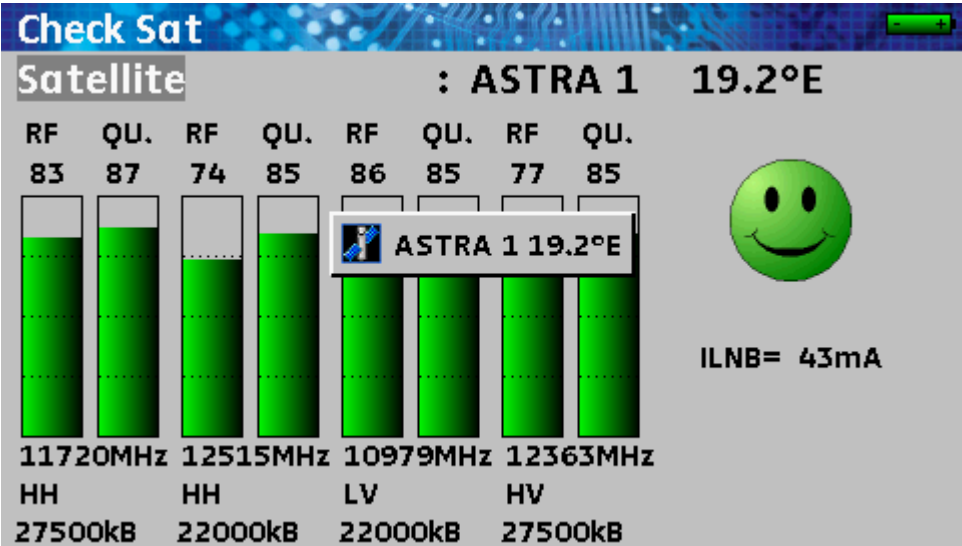 Check Sat
Satellite : ASTRA 1 19.2ºE
RF QU. RF QU. RF QU. RF QU.
83 87 74 85 86 85 77 85
ASTRA 1 19.2ºE
ILNB= 43mA
11720MHz 12515MHz 10979MHz 12363MHz
HH HH LV HV
27500kB 22000kB 22000kB 27500kB